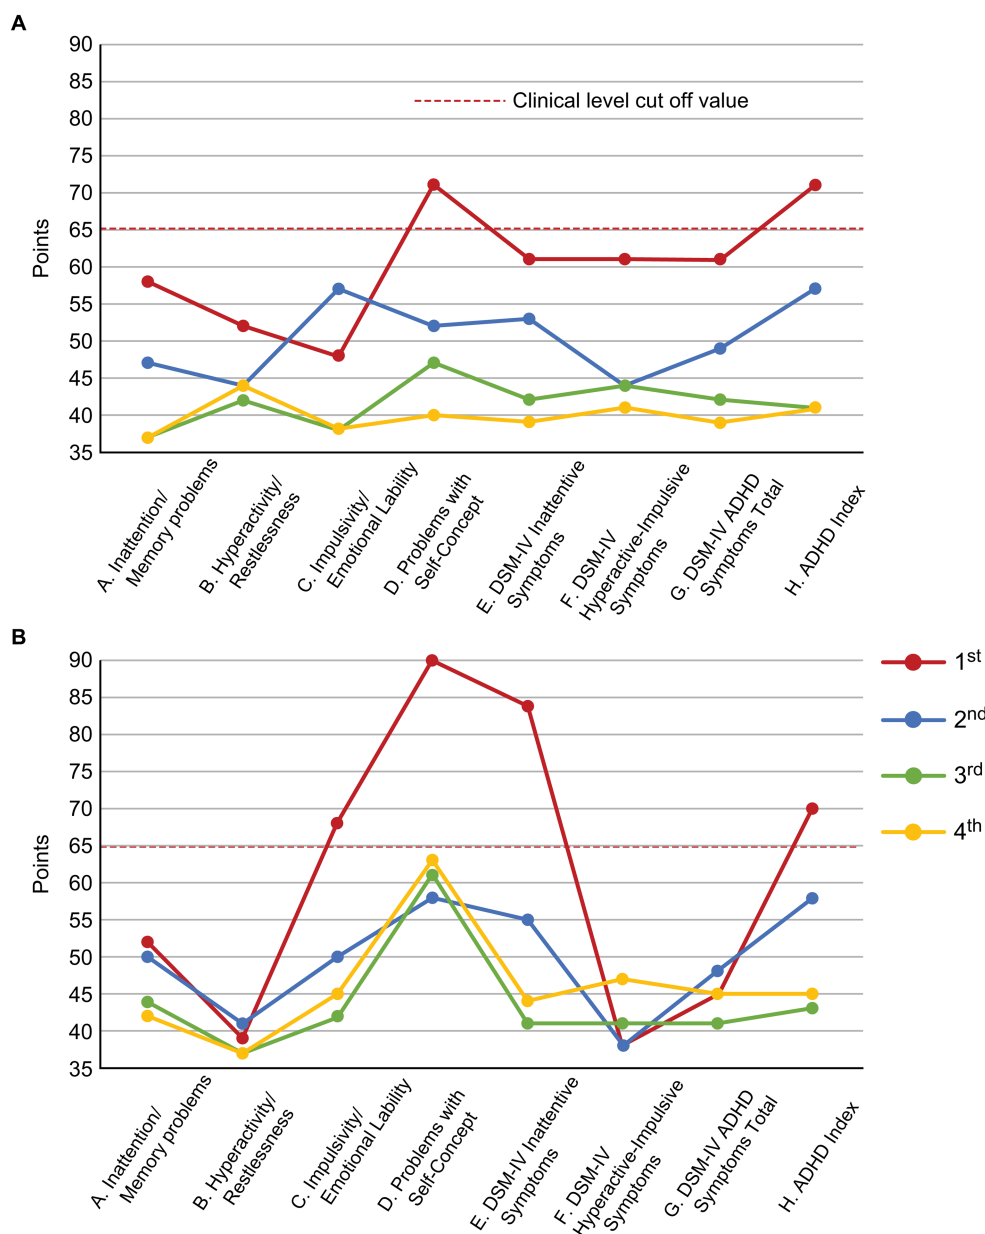 A
90
85
80
75
70
65
60
55
50
45
40
35
Points
Clinical level cut off value
A. Inattention/
Memory problems
B. Hyperactivity/
Restlessness
C. Impulsivity/
Emotional Lability
D. Problems with
Self-Concept
E. DSM-IV Inattentive
Symptoms
F. DSM-IV
Hyperactive-Impulsive
Symptoms
G. DSM-IV ADHD
Symptoms Total
H. ADHD Index
B
90
85
80
75
70
65
60
55
50
45
40
35
Points
A. Inattention/
Memory problems
B. Hyperactivity/
Restlessness
C. Impulsivity/
Emotional Lability
D. Problems with
Self-Concept
E. DSM-IV Inattentive
Symptoms
F. DSM-IV
Hyperactive-Impulsive
Symptoms
G. DSM-IV ADHD
Symptoms Total
H. ADHD Index
1st
2nd
3rd
4th